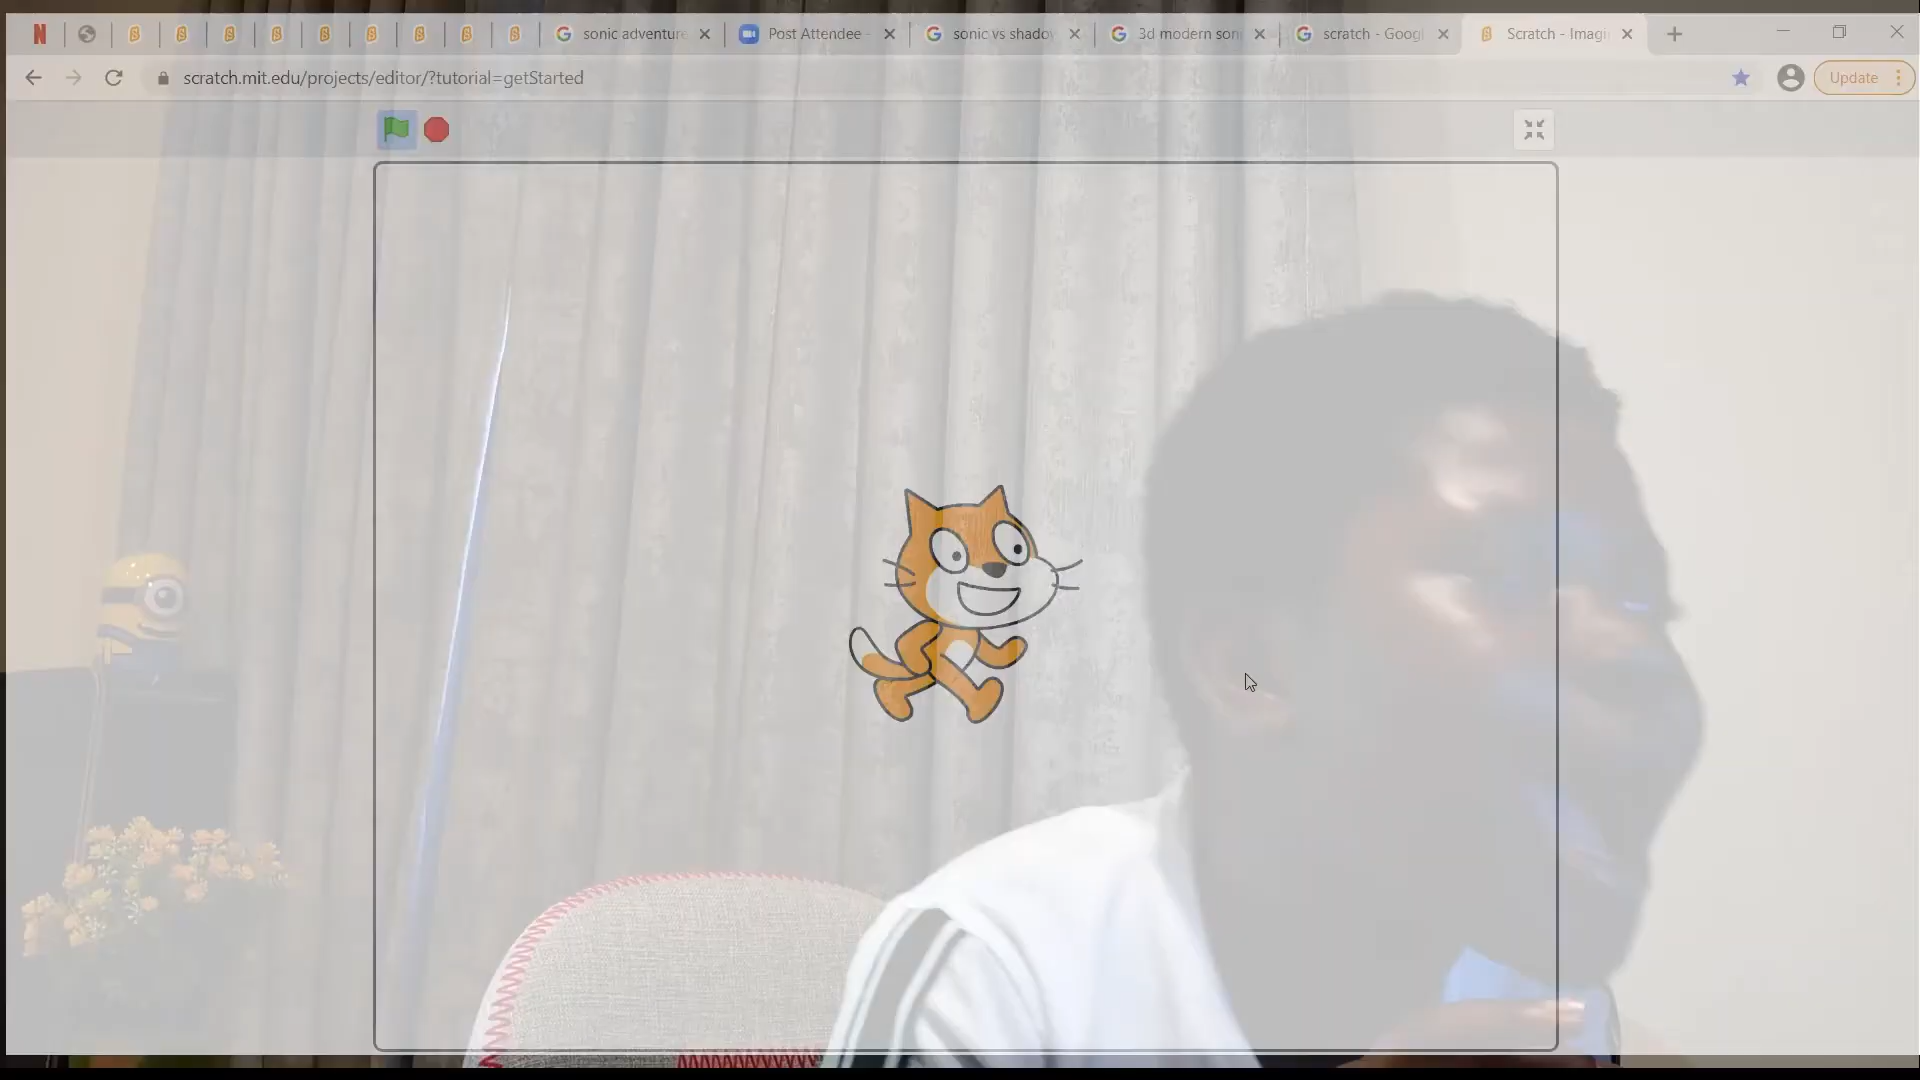 sonic adventure
Post Attendee -
sonic vs shado
3d modern son
scratch - Googl
Scratch - Imagi
scratch.mit.edu/projects/editor/?tutorial=getStarted
Update